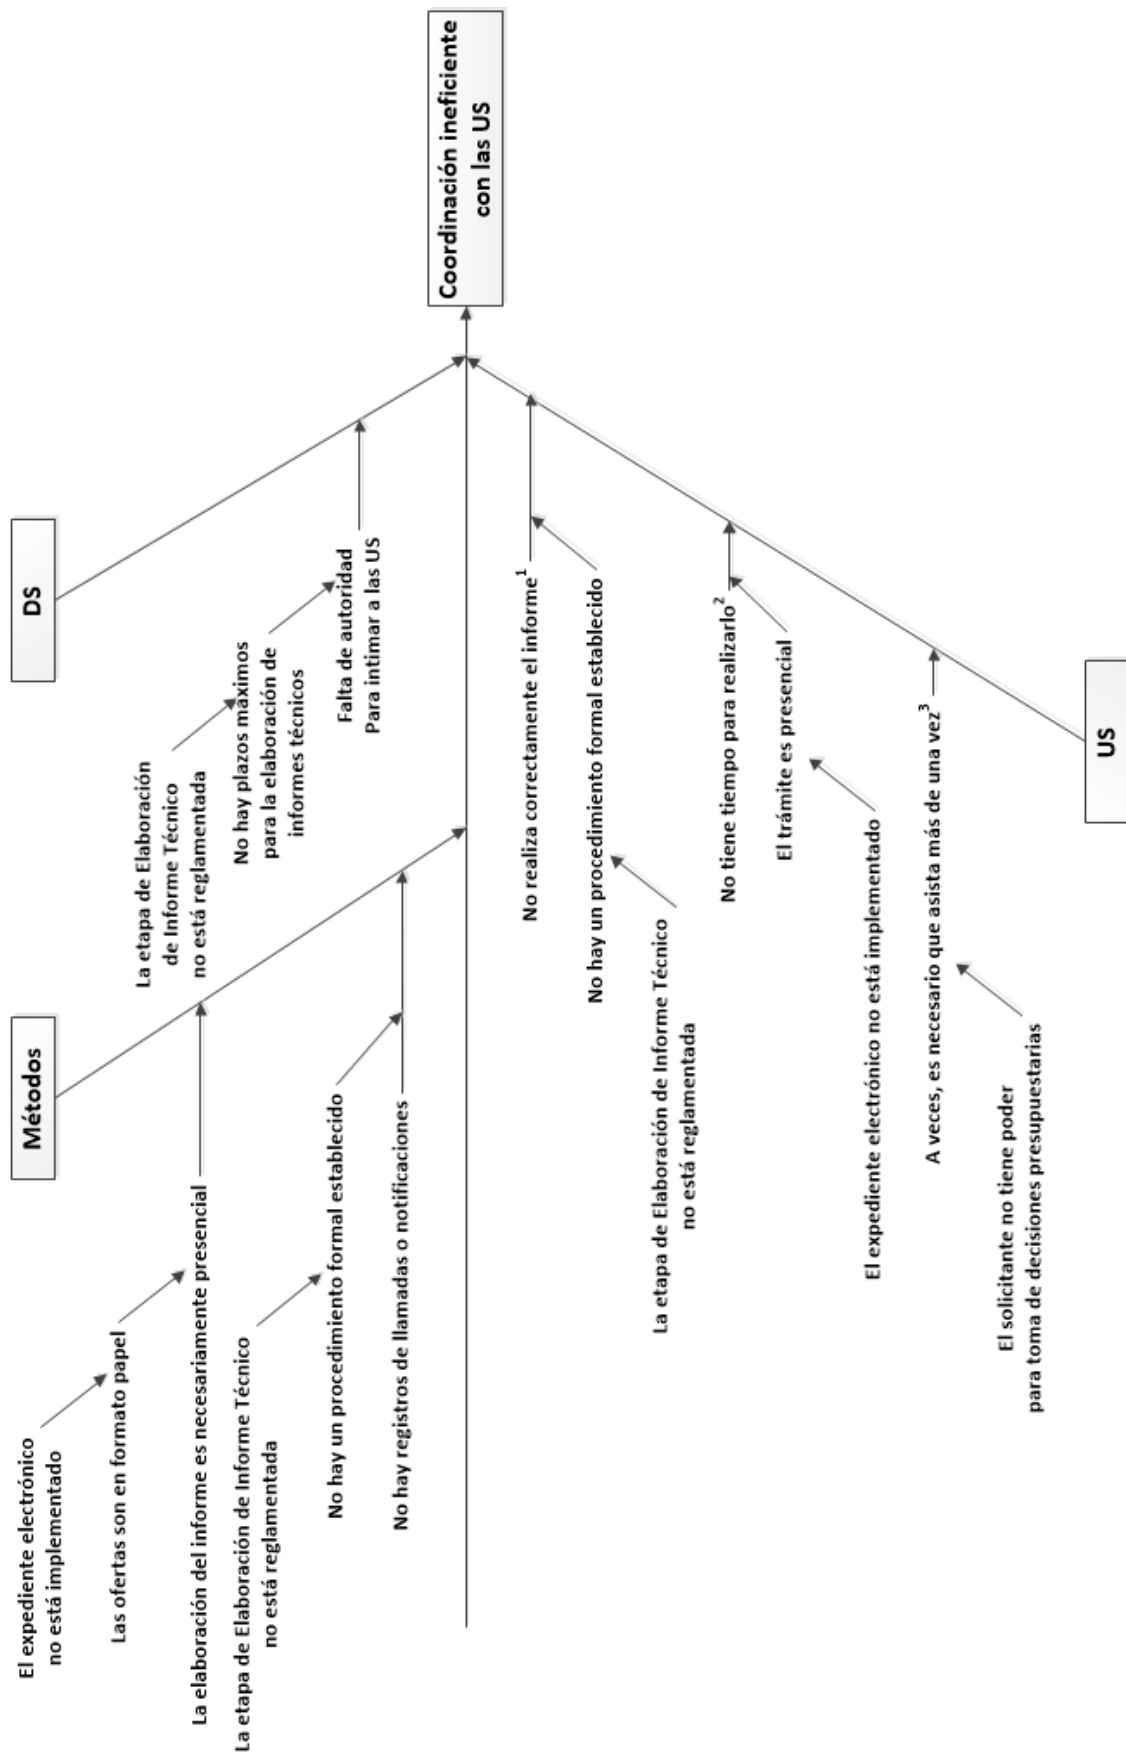 Métodos
El expediente electrónico
no está implementado
Las ofertas son en formato papel
La elaboración del informe es necesariamente presencial
La etapa de Elaboración de Informe Técnico
no está reglamentada
No hay un procedimiento formal establecido
No hay registros de llamadas o notificaciones
DS
La etapa de Elaboración
de Informe Técnico
no está reglamentada
No hay plazos máximos
para la elaboración de
informes técnicos
Falta de autoridad
Para intimar a las US
Coordinación ineficiente
con las US
No realiza correctamente el informe¹
No hay un procedimiento formal establecido
La etapa de Elaboración de Informe Técnico
no está reglamentada
No tiene tiempo para realizarlo²
El trámite es presencial
El expediente electrónico no está implementado
A veces, es necesario que asista más de una vez³
El solicitante no tiene poder
para toma de decisiones presupuestarias
US